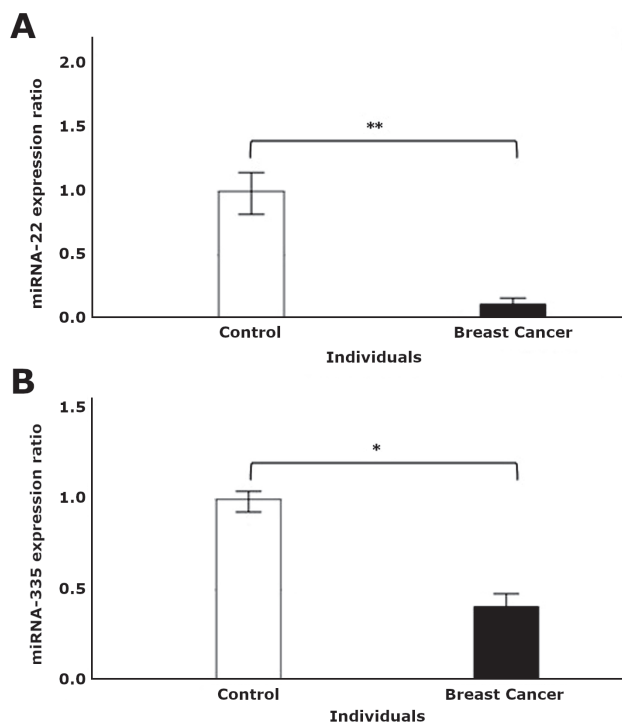 A
miRNA-22 expression ratio
2.0
1.5
1.0
0.5
0.0
**
Control
Breast Cancer
Individuals
B
miRNA-335 expression ratio
1.5
1.0
0.5
0.0
*
Control
Breast Cancer
Individuals